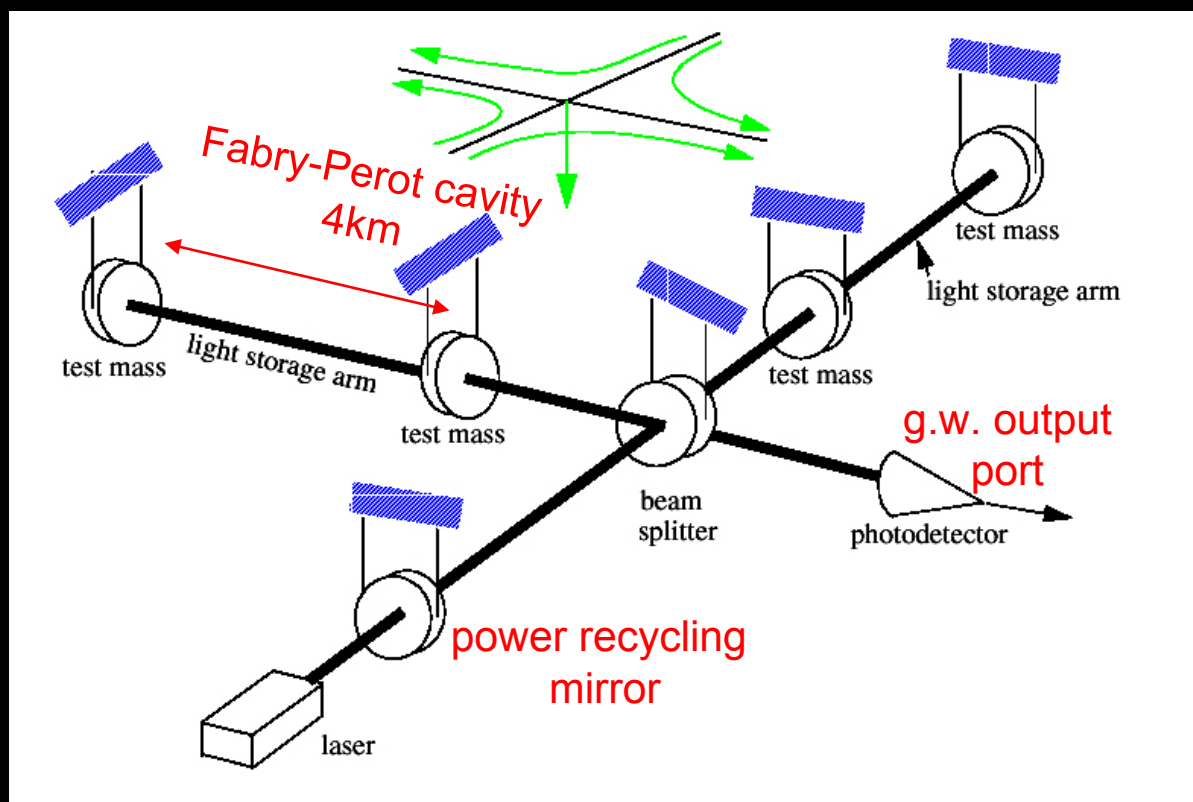 Fabry-Perot cavity
4km
test mass
light storage arm
test mass
light storage arm
test mass
test mass
g.w. output
port
beam
splitter
photodetector
power recycling
mirror
laser